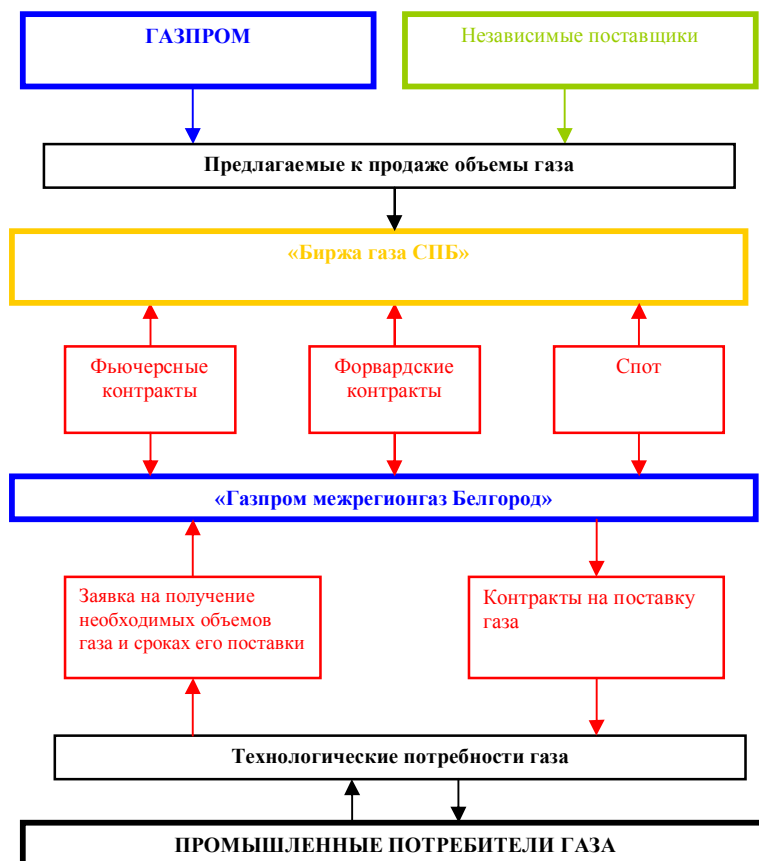 ГАЗПРОМ
Независимые поставщики
Предлагаемые к продаже объемы газа
«Биржа газа СПБ»
Фьючерсные
контракты
Форвардские
контракты
Спот
«Газпром межрегионгаз Белгород»
Заявка на получение
необходимых объемов
газа и сроках его поставки
Контракты на поставку
газа
Технологические потребности газа
ПРОМЫШЛЕННЫЕ ПОТРЕБИТЕЛИ ГАЗА